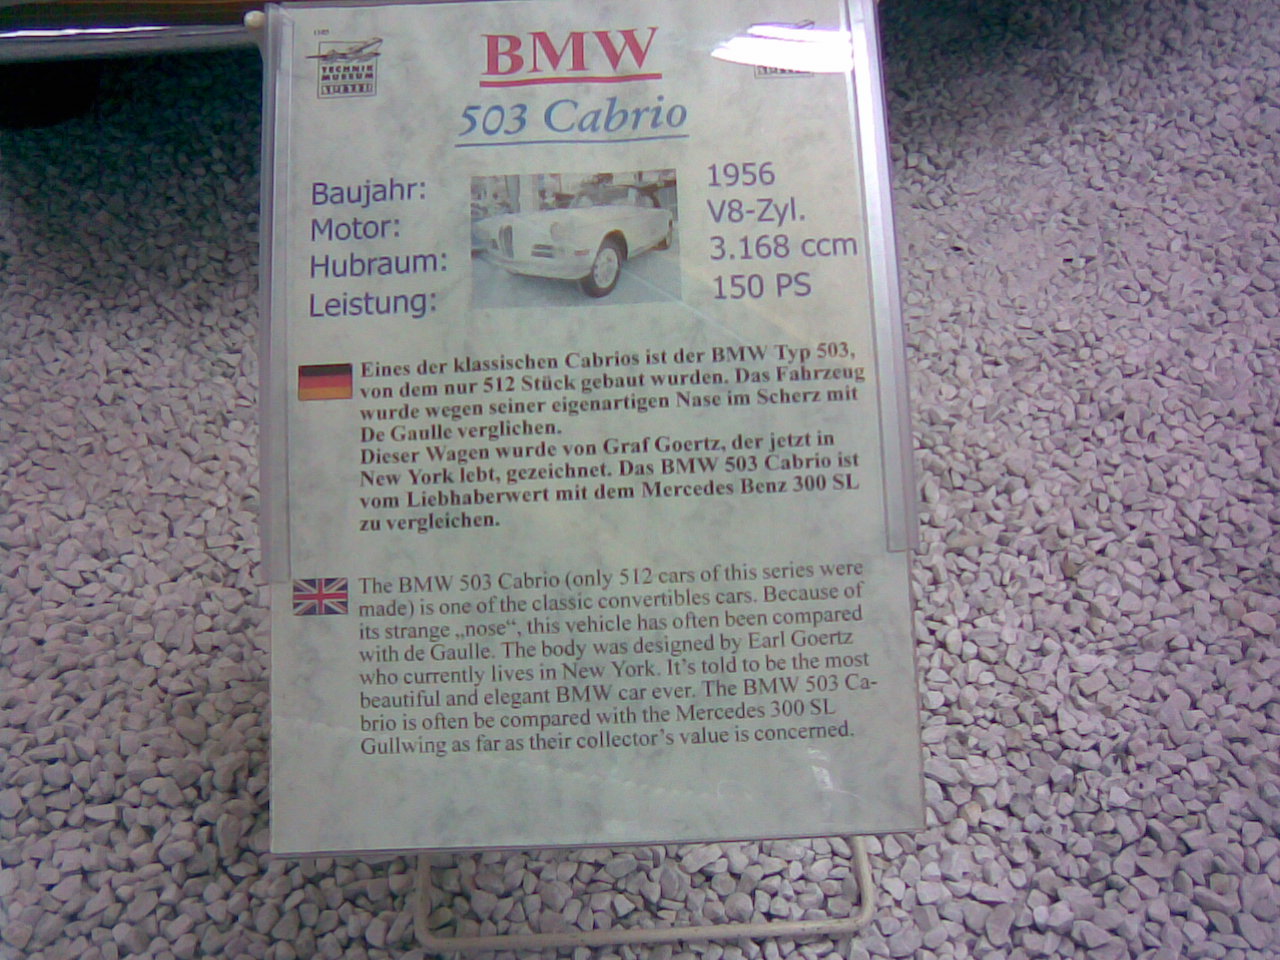 TECHNIK
MUSEUM
SPEYER
BMW
503 Cabrio
Baujahr: 1956
Motor: V8-Zyl.
Hubraum: 3.168 ccm
Leistung: 150 PS
Eines der klassischen Cabrios ist der BMW Typ 503,
von dem nur 512 Stück gebaut wurden. Das Fahrzeug
wurde wegen seiner eigenartigen Nase im Scherz mit
De Gaulle verglichen.
Dieser Wagen wurde von Graf Goertz, der jetzt in
New York lebt, gezeichnet. Das BMW 503 Cabrio ist
vom Liebhaberwert mit dem Mercedes Benz 300 SL
zu vergleichen.
The BMW 503 Cabrio (only 512 cars of this series were
made) is one of the classic convertibles cars. Because of
its strange „nose“, this vehicle has often been compared
with de Gaulle. The body was designed by Earl Goertz
who currently lives in New York. It's told to be the most
beautiful and elegant BMW car ever. The BMW 503 Ca-
brio is often be compared with the Mercedes 300 SL
Gullwing as far as their collector's value is concerned.